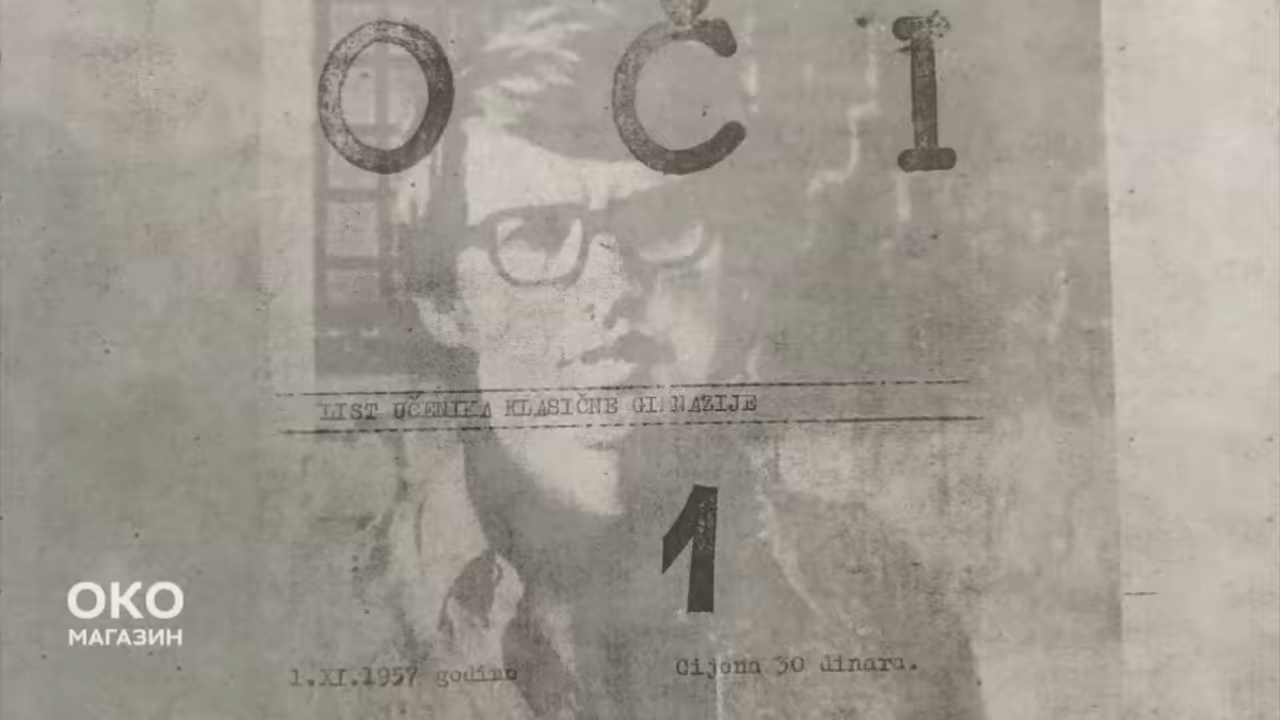 OČI
LIST UČENIKA KLASIČNE GIMNAZIJE
1
1.XI.1957 godine
Cijena 30 dinara.
ОКО
МАГАЗИН